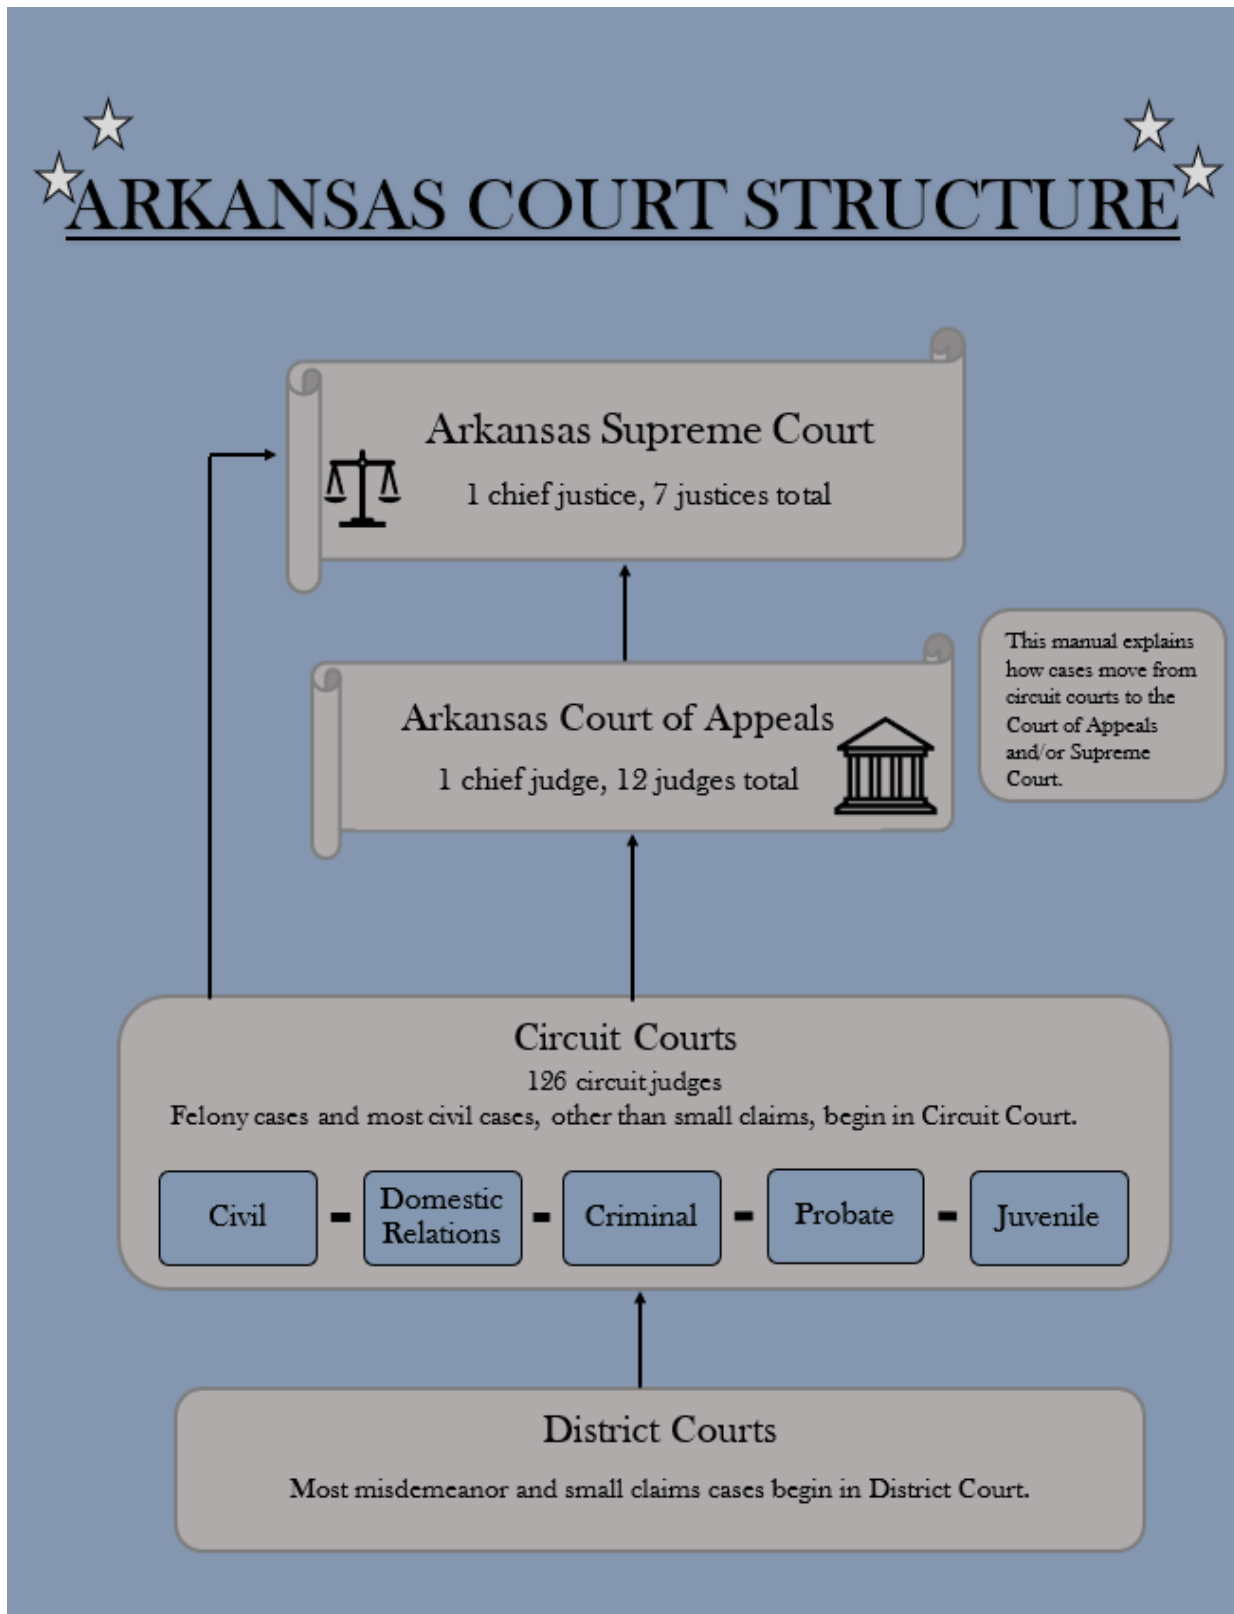 ARKANSAS COURT STRUCTURE
Arkansas Supreme Court
1 chief justice, 7 justices total
This manual explains
how cases move from
circuit courts to the
Court of Appeals
and/or Supreme
Court.
Arkansas Court of Appeals
1 chief judge, 12 judges total
Circuit Courts
126 circuit judges
Felony cases and most civil cases, other than small claims, begin in Circuit Court.
Civil - Domestic Relations - Criminal - Probate - Juvenile
District Courts
Most misdemeanor and small claims cases begin in District Court.